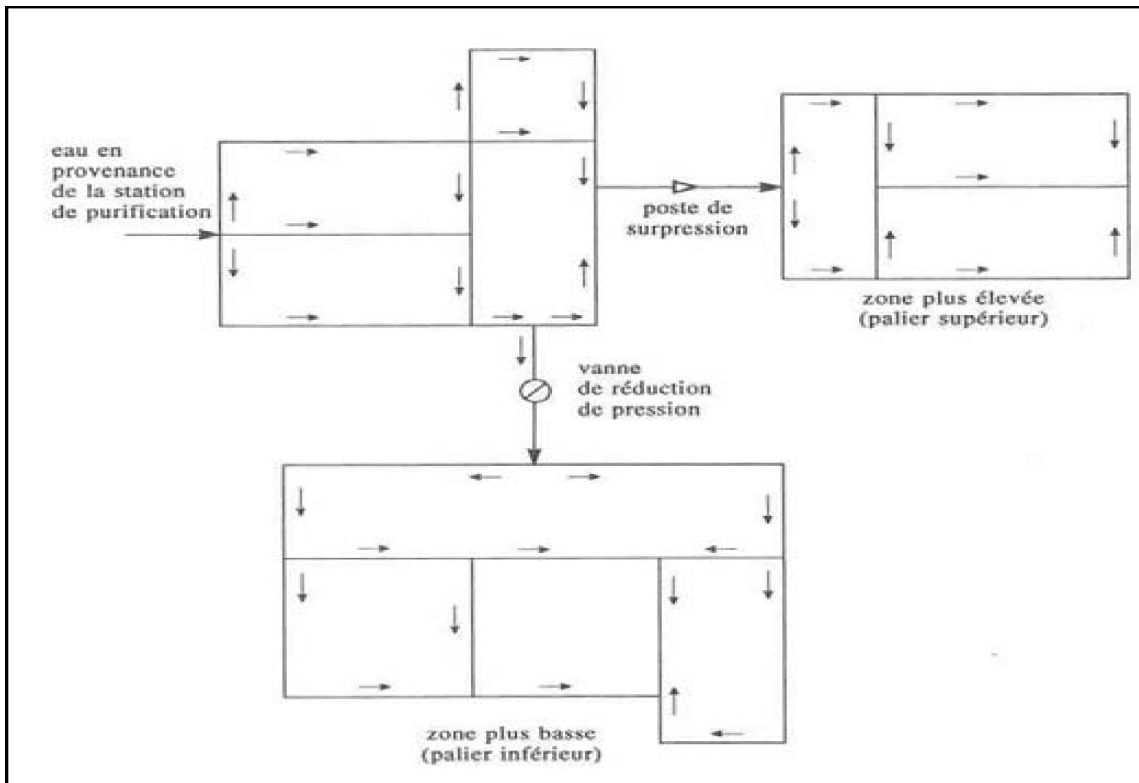 eau en
provenance
de la station
de purification
poste de
surpression
zone plus élevée
(palier supérieur)
vanne
de réduction
de pression
zone plus basse
(palier inférieur)